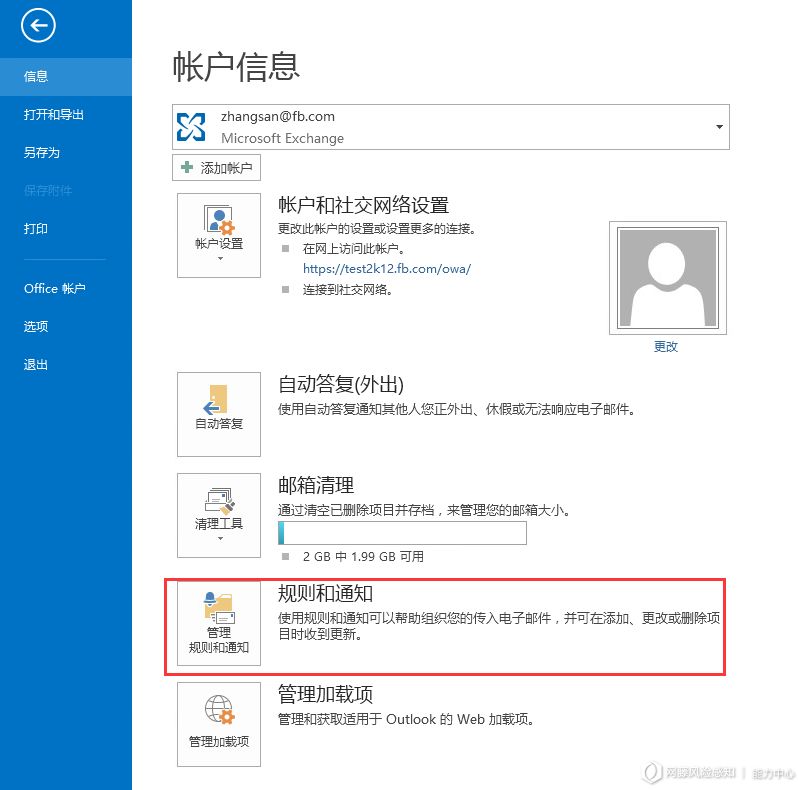 信息
打开和导出
另存为
保存附件
打印
Office 帐户
选项
退出
帐户信息
zhangsan@fb.com
Microsoft Exchange
添加帐户
帐户设置
帐户和社交网络设置
更改此帐户的设置或设置更多的连接。
在网上访问此帐户。
https://test2k12.fb.com/owa/
连接到社交网络。
更改
自动答复
自动答复(外出)
使用自动答复通知其他人您正外出、休假或无法响应电子邮件。
清理工具
邮箱清理
通过清空已删除项目并存档，来管理您的邮箱大小。
2 GB 中 1.99 GB 可用
管理
规则和通知
规则和通知
使用规则和通知可以帮助组织您的传入电子邮件，并可在添加、更改或删除项
目时收到更新。
管理加载项
管理加载项
管理和获取适用于 Outlook 的 Web 加载项。
网藤风险感知 | 能力中心